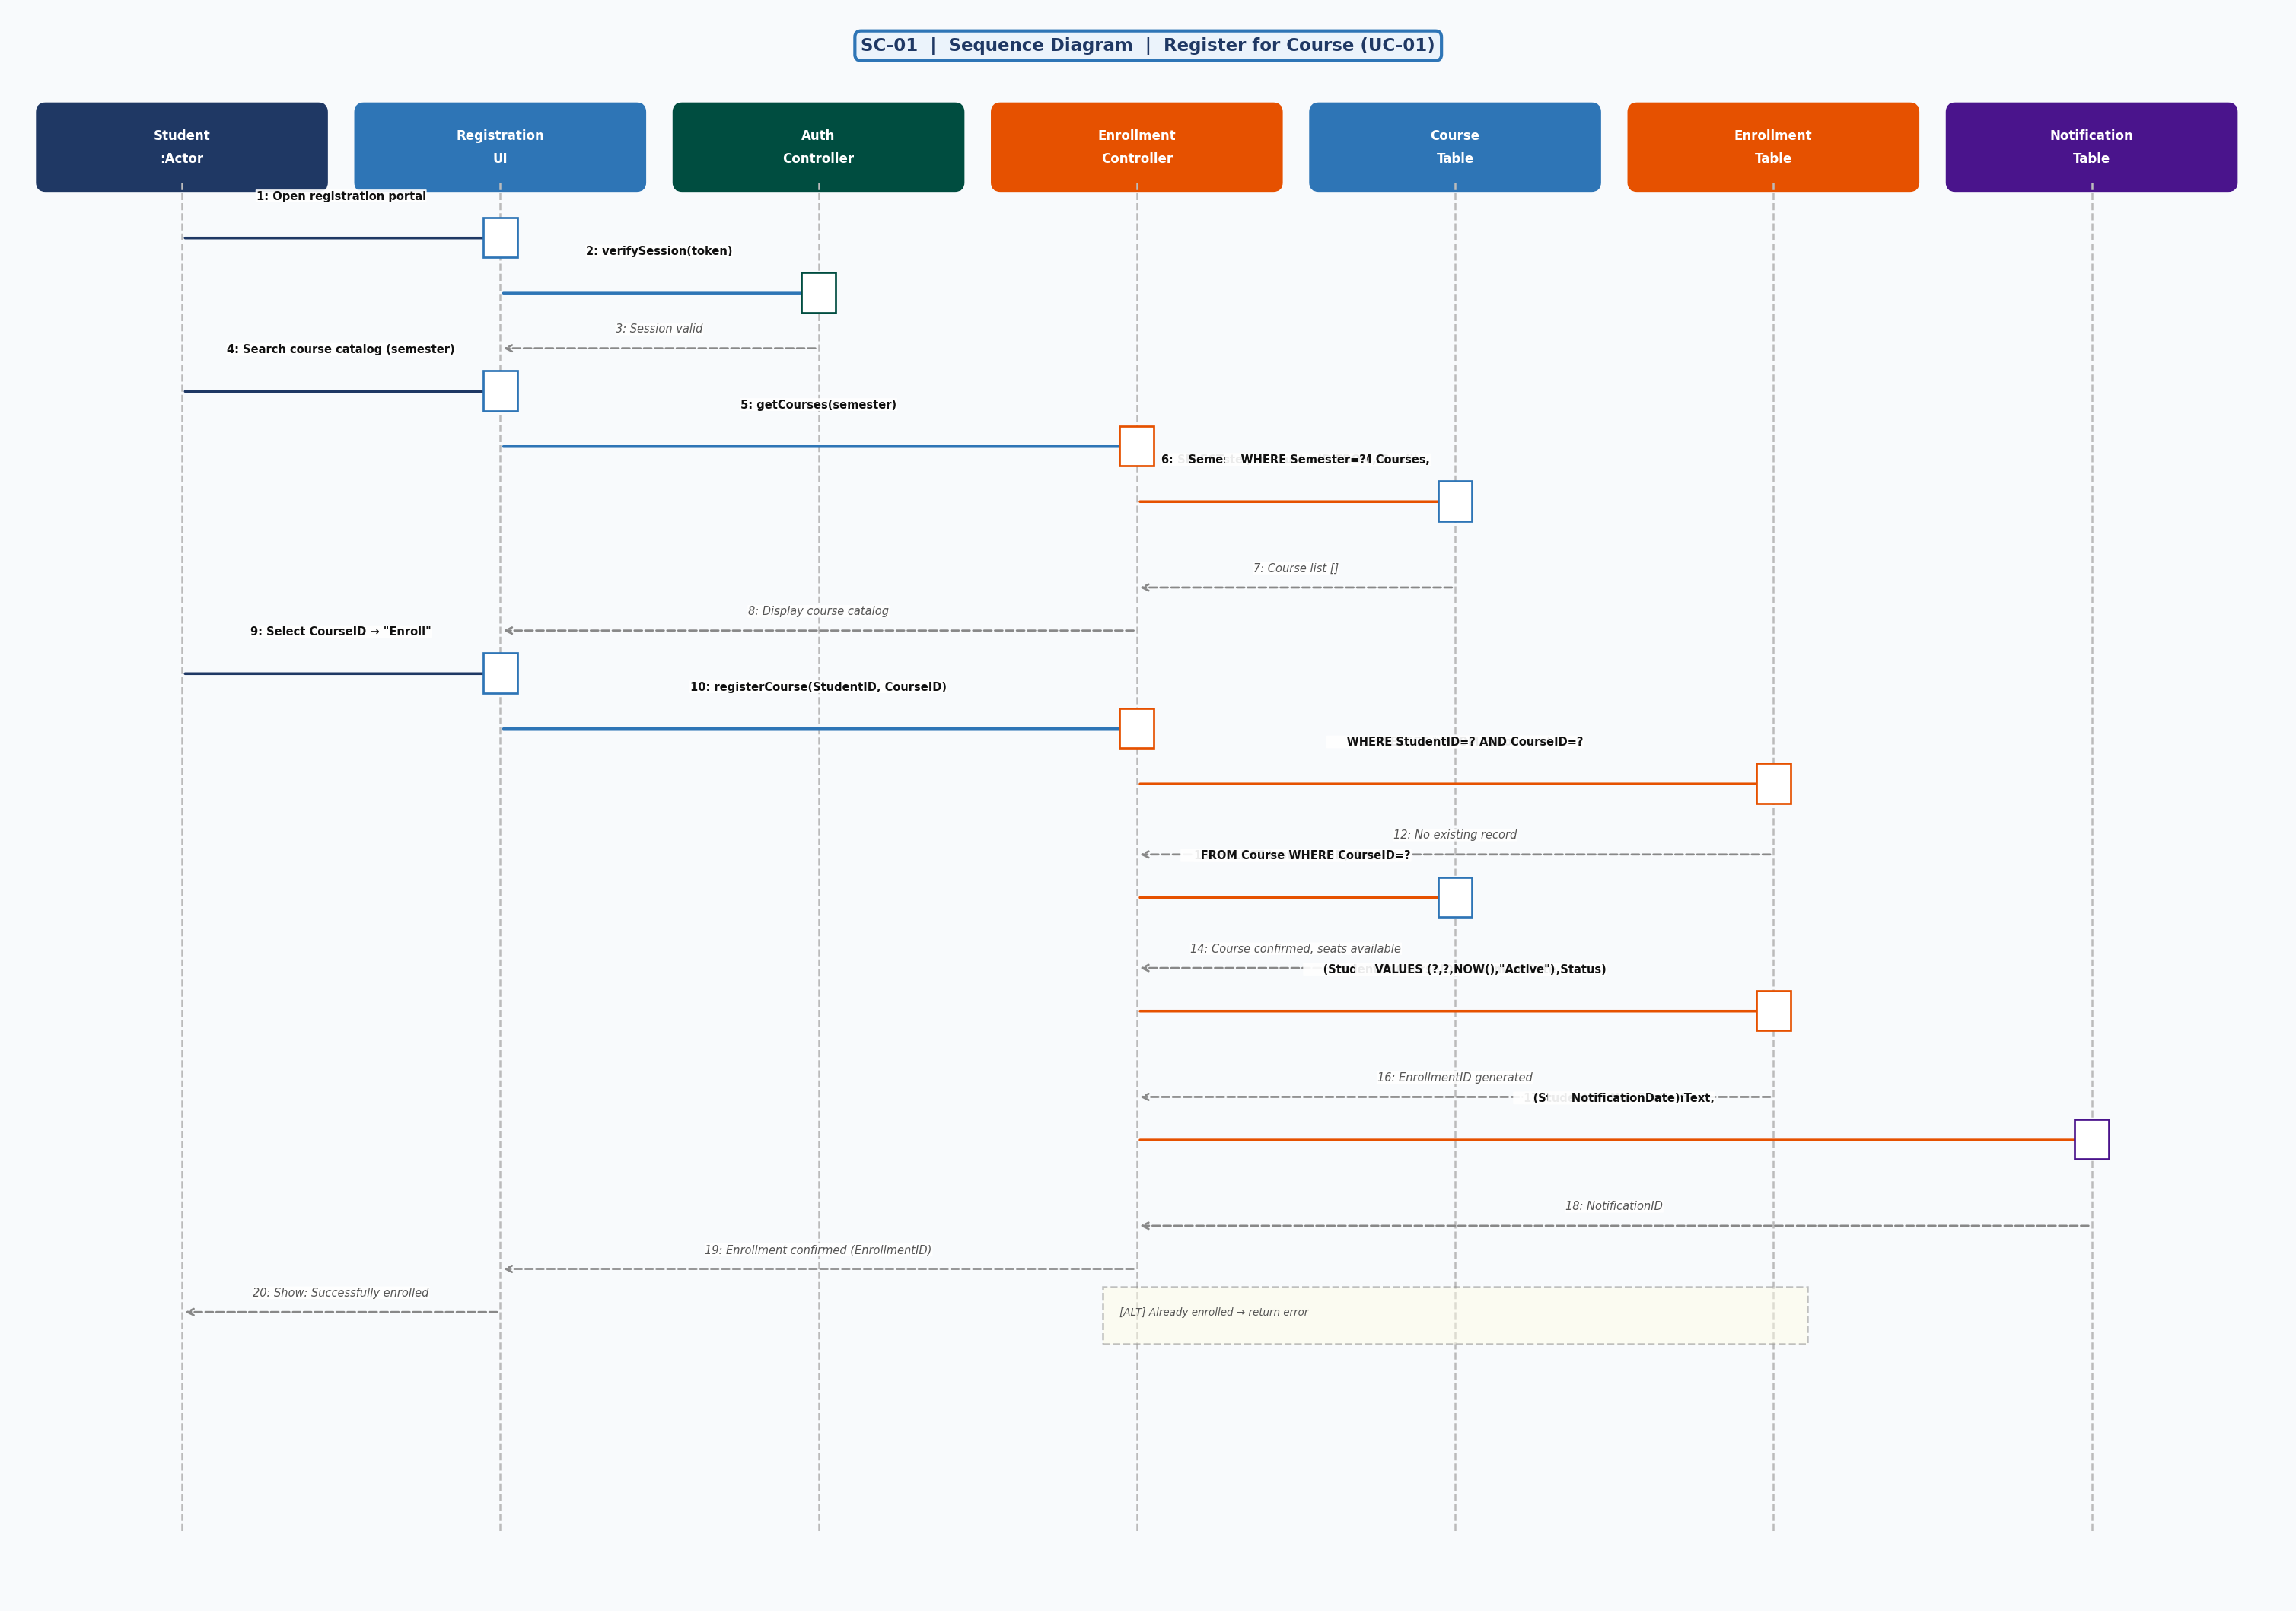 SC-01 | Sequence Diagram | Register for Course (UC-01)
Student
:Actor
Registration
UI
Auth
Controller
Enrollment
Controller
Course
Table
Enrollment
Table
Notification
Table
1: Open registration portal
2: verifySession(token)
3: Session valid
4: Search course catalog (semester)
5: getCourses(semester)
6: WHERE Semester=? Courses,
7: Course list []
8: Display course catalog
9: Select CourseID → "Enroll"
10: registerCourse(StudentID, CourseID)
WHERE StudentID=? AND CourseID=?
12: No existing record
FROM Course WHERE CourseID=?
14: Course confirmed, seats available
VALUES (?,?,NOW(),"Active") ,Status)
16: EnrollmentID generated
NotificationDate) Text,
18: NotificationID
19: Enrollment confirmed (EnrollmentID)
20: Show: Successfully enrolled
[ALT] Already enrolled → return error